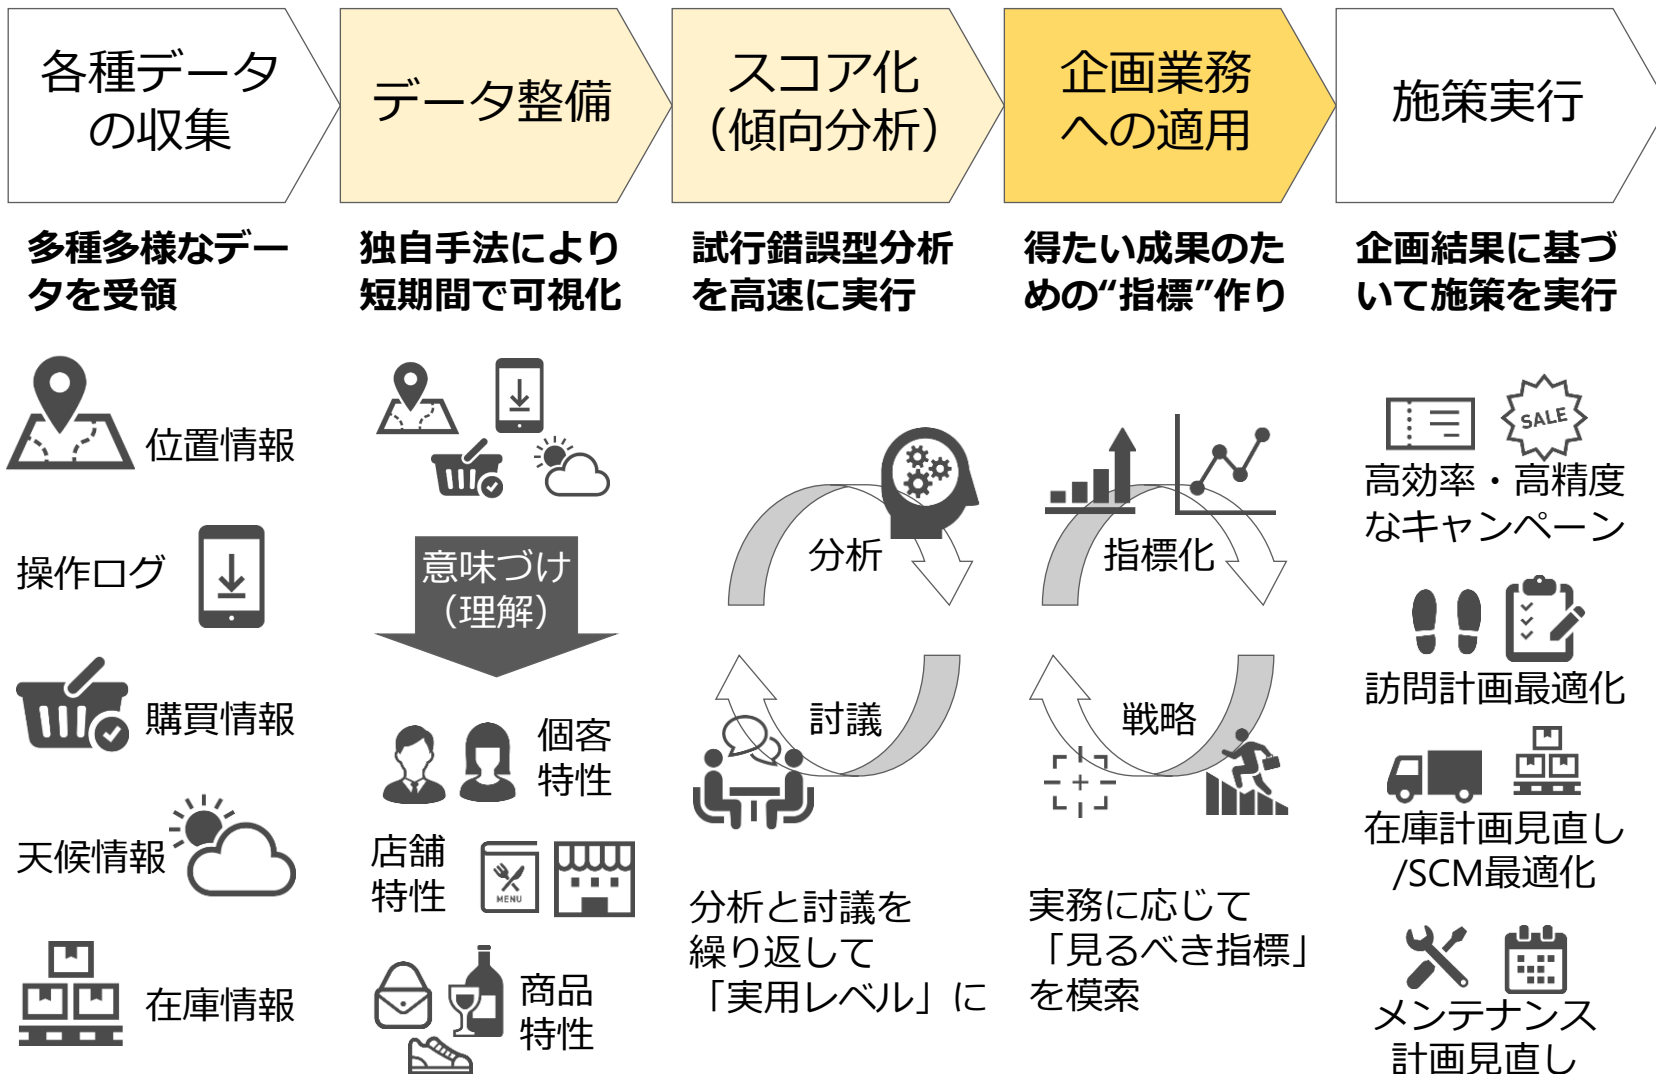 各種データ
の収集
データ整備
スコア化
（傾向分析）
企画業務
への適用
施策実行
多種多様なデー
タを受領
独自手法により
短期間で可視化
試行錯誤型分析
を高速に実行
得たい成果のた
めの“指標”作り
企画結果に基づ
いて施策を実行
位置情報
操作ログ
購買情報
天候情報
在庫情報
意味づけ
（理解）
個客
特性
店舗
特性
MENU
商品
特性
分析
討議
分析と討議を
繰り返して
「実用レベル」に
指標化
戦略
実務に応じて
「見るべき指標」
を模索
SALE
高効率・高精度
なキャンペーン
訪問計画最適化
在庫計画見直し
/SCM最適化
メンテナンス
計画見直し